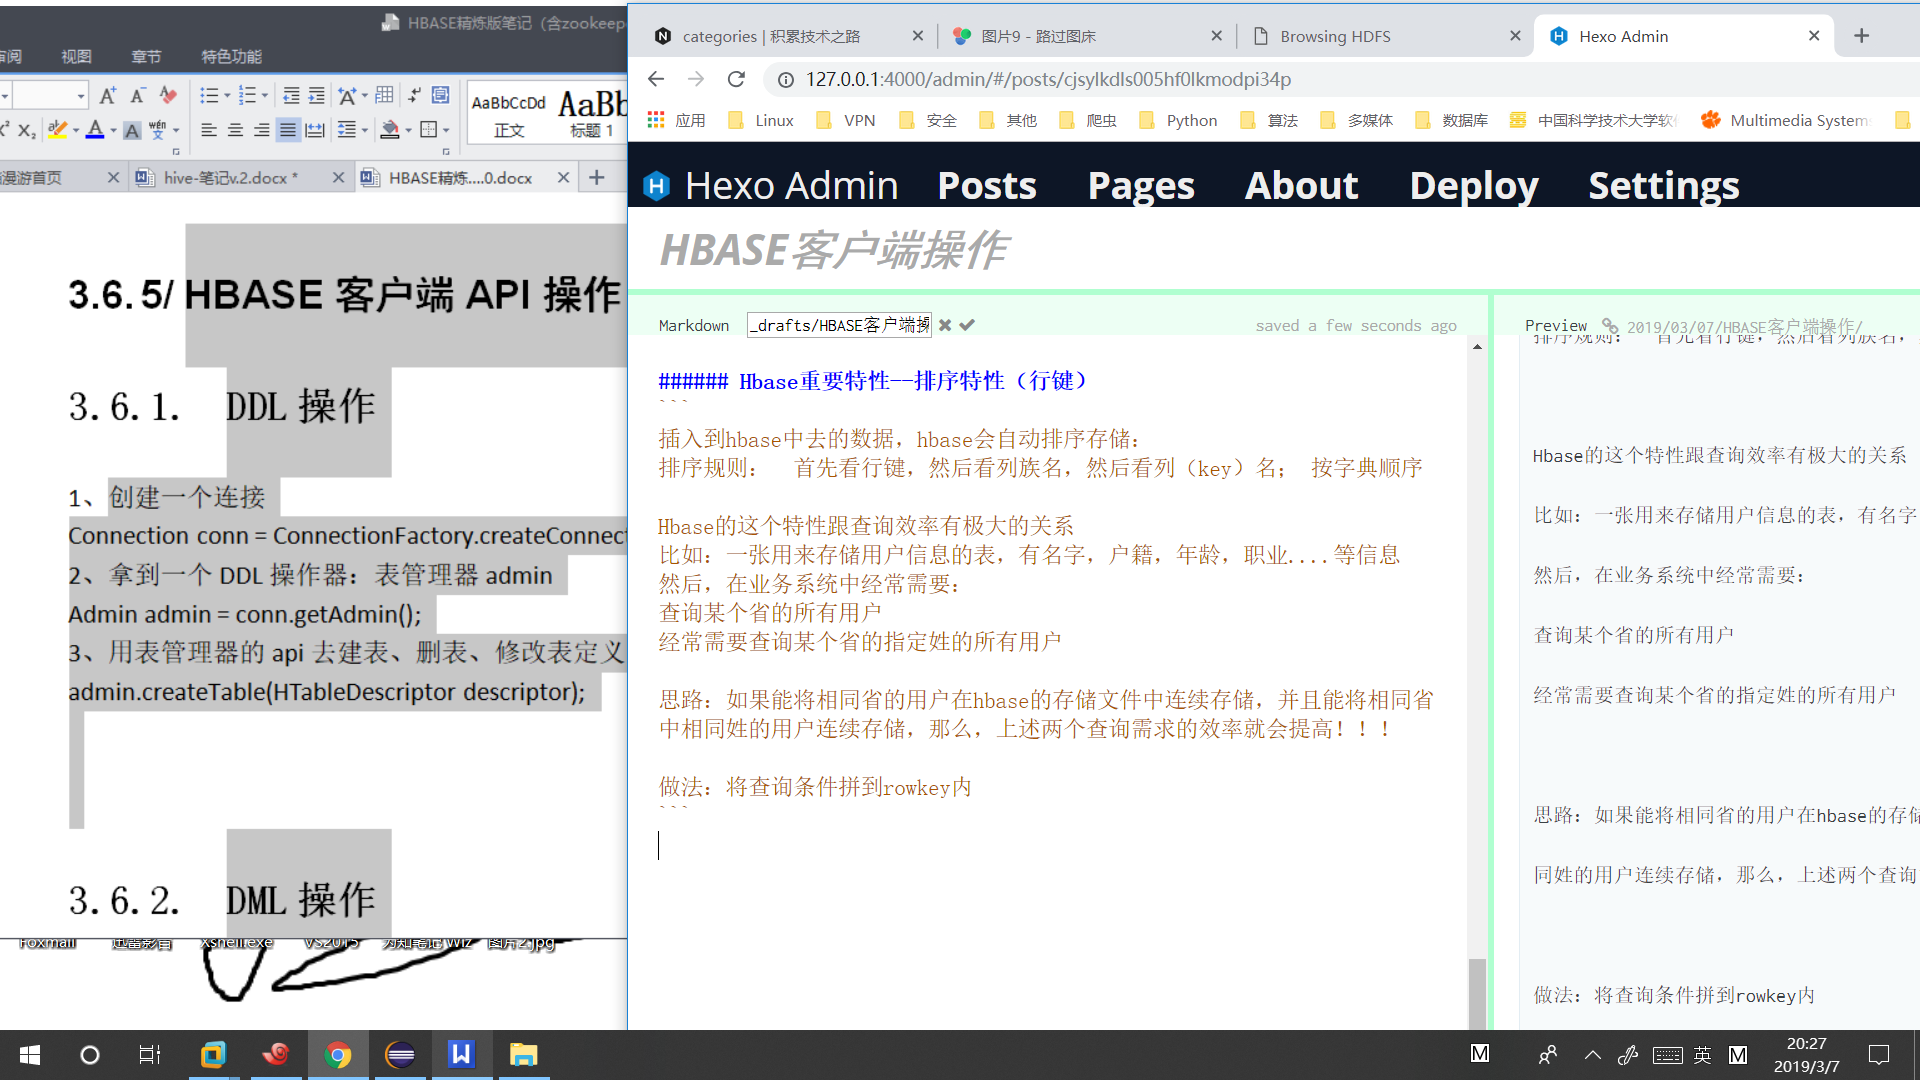 HBASE精炼版笔记（含zookeep
审阅 视图 章节 特色功能
AaBbCcDd AaBb
正文 标题 1
漫游首页 hive-笔记v.2.docx * HBASE精炼....0.docx
3.6.5/ HBASE 客户端 API 操作
3.6.1. DDL 操作
1、创建一个连接
Connection conn = ConnectionFactory.createConnect
2、拿到一个 DDL 操作器：表管理器 admin
Admin admin = conn.getAdmin();
3、用表管理器的 api 去建表、删表、修改表定义
admin.createTable(HTableDescriptor descriptor);
3.6.2. DML 操作
Foxmail 迅雷影音 Xshell.exe VS2015 为知笔记 Wiz 图片2.jpg
categories | 积累技术之路 图片9 - 路过图床 Browsing HDFS Hexo Admin
127.0.0.1:4000/admin/#/posts/cjsylkdls005hf0lkmodpi34p
应用 Linux VPN 安全 其他 爬虫 Python 算法 多媒体 数据库 中国科学技术大学软 Multimedia System
Hexo Admin Posts Pages About Deploy Settings
HBASE客户端操作
Markdown _drafts/HBASE客户端操 saved a few seconds ago
###### Hbase重要特性--排序特性（行键）
```
插入到hbase中去的数据，hbase会自动排序存储：
排序规则： 首先看行键，然后看列族名，然后看列（key）名； 按字典顺序
Hbase的这个特性跟查询效率有极大的关系
比如：一张用来存储用户信息的表，有名字，户籍，年龄，职业....等信息
然后，在业务系统中经常需要：
查询某个省的所有用户
经常需要查询某个省的指定姓的所有用户
思路：如果能将相同省的用户在hbase的存储文件中连续存储，并且能将相同省
中相同姓的用户连续存储，那么，上述两个查询需求的效率就会提高！！！
做法：将查询条件拼到rowkey内
```
Preview 2019/03/07/HBASE客户端操作/
排序规则： 首先看行键，然后看列族名，
Hbase的这个特性跟查询效率有极大的关系
比如：一张用来存储用户信息的表，有名字
然后，在业务系统中经常需要：
查询某个省的所有用户
经常需要查询某个省的指定姓的所有用户
思路：如果能将相同省的用户在hbase的存储
同姓的用户连续存储，那么，上述两个查询
做法：将查询条件拼到rowkey内
英 M
20:27
2019/3/7